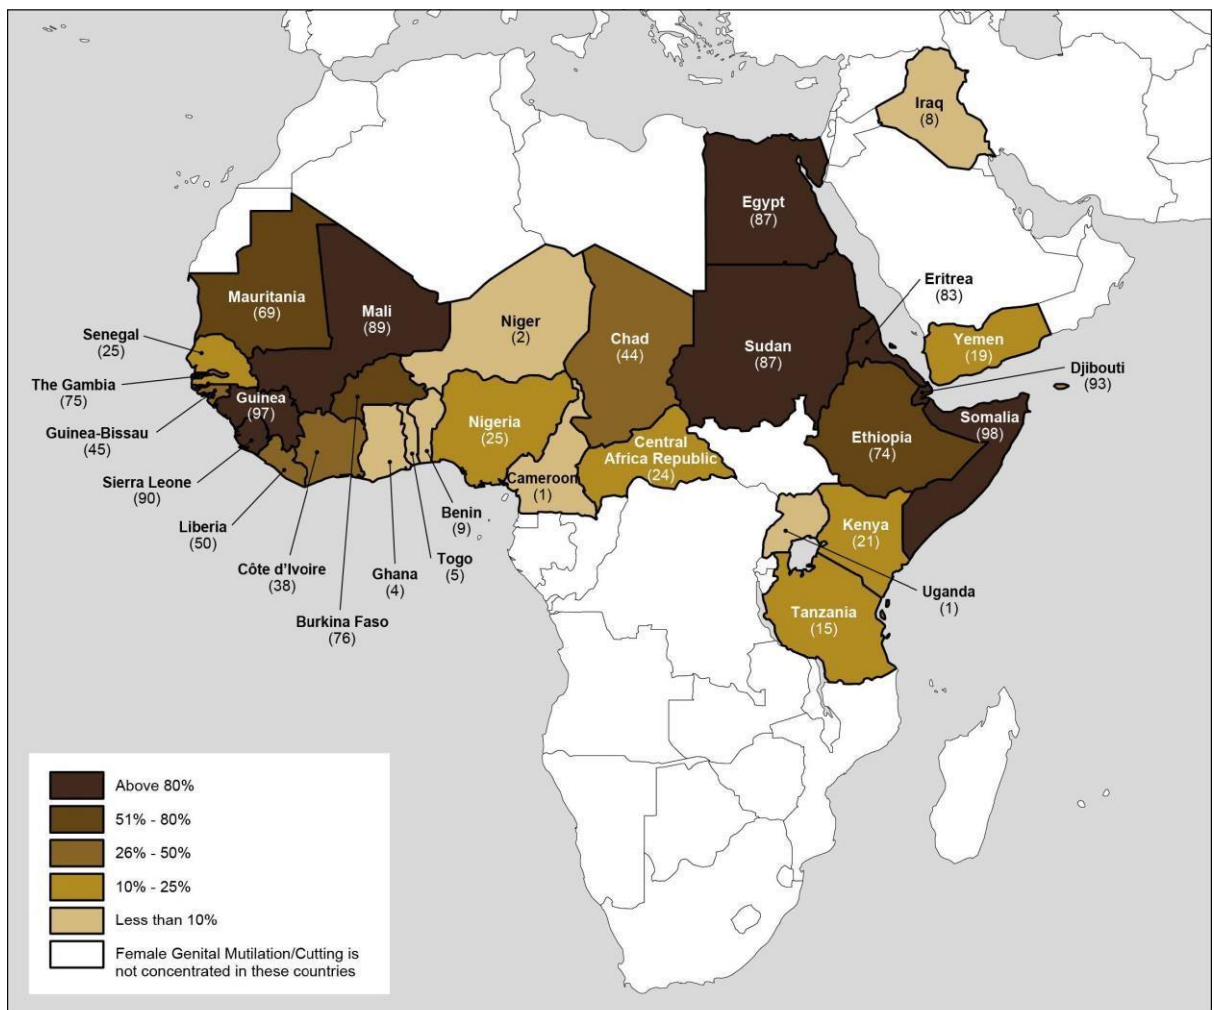 Iraq
(8)
Egypt
(87)
Eritrea
(83)
Mauritania
(69)
Mali
(89)
Niger
(2)
Chad
(44)
Sudan
(87)
Yemen
(19)
Senegal
(25)
Djibouti
(93)
The Gambia
(75)
Guinea
(97)
Somalia
(98)
Guinea-Bissau
(45)
Nigeria
(25)
Central
Africa Republic
(24)
Ethiopia
(74)
Sierra Leone
(90)
Cameroon
(1)
Benin
(9)
Liberia
(50)
Kenya
(21)
Togo
(5)
Côte d'Ivoire
(38)
Ghana
(4)
Uganda
(1)
Burkina Faso
(76)
Tanzania
(15)
Above 80%
51% - 80%
26% - 50%
10% - 25%
Less than 10%
Female Genital Mutilation/Cutting is
not concentrated in these countries